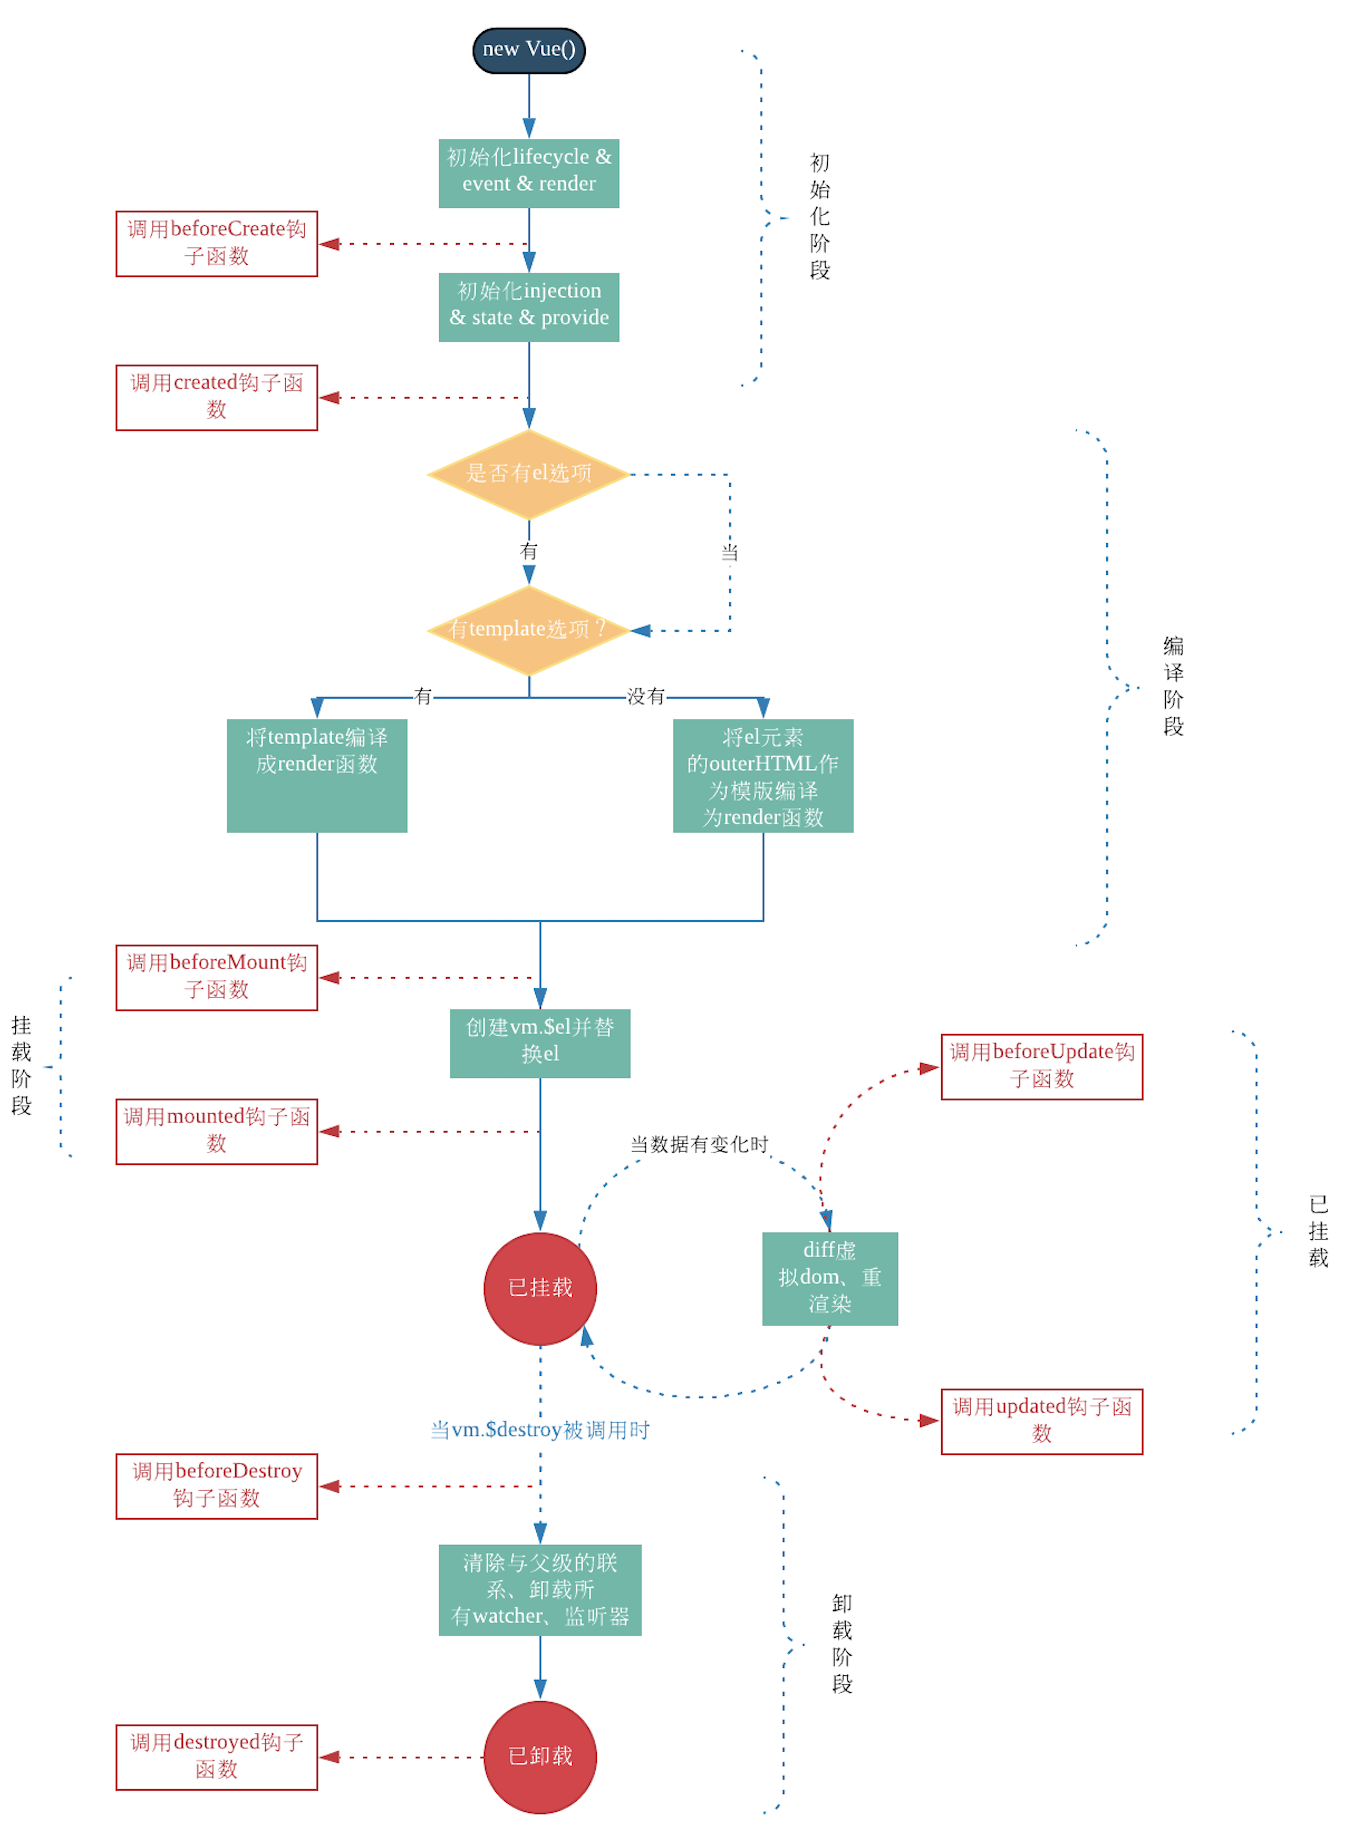 new Vue()
初始化lifecycle &
event & render
初
始
化
阶
段
调用beforeCreate钩
子函数
初始化injection
& state & provide
调用created钩子函
数
是否有el选项
有
当
有template选项？
有
没有
编
译
阶
段
将template编译
成render函数
将el元素
的outerHTML作
为模版编译
为render函数
调用beforeMount钩
子函数
挂
载
阶
段
创建vm.$el并替
换el
调用beforeUpdate钩
子函数
调用mounted钩子函
数
当数据有变化时
已
挂
载
已挂载
diff虚
拟dom、重
渲染
调用updated钩子函
数
当vm.$destroy被调用时
调用beforeDestroy
钩子函数
清除与父级的联
系、卸载所
有watcher、监听器
卸
载
阶
段
调用destroyed钩子
函数
已卸载